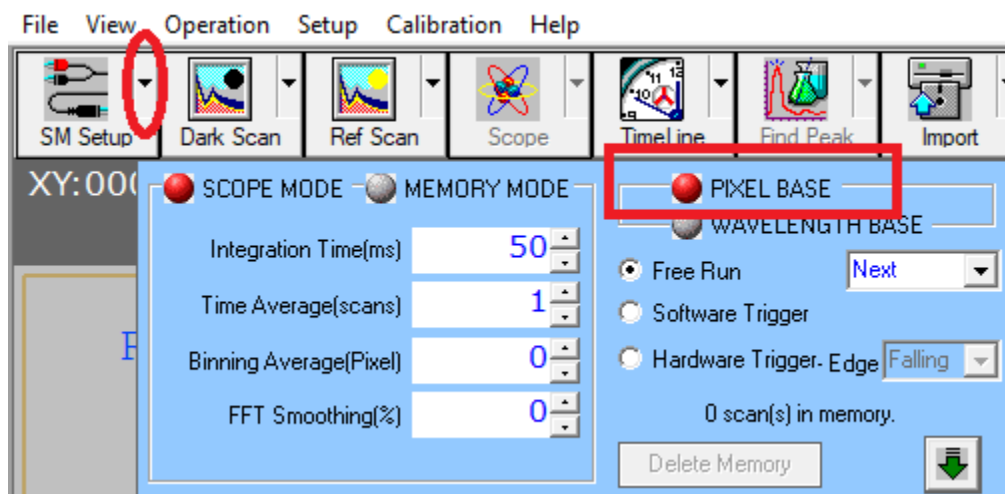 File View Operation Setup Calibration Help
SM Setup Dark Scan Ref Scan Scope TimeLine Find Peak Import
XY:000
SCOPE MODE MEMORY MODE
Integration Time(ms) 50
Time Average(scans) 1
Binning Average(Pixel) 0
FFT Smoothing(%) 0
PIXEL BASE
WAVELENGTH BASE
Free Run Next
Software Trigger
Hardware Trigger- Edge Falling
0 scan(s) in memory.
Delete Memory